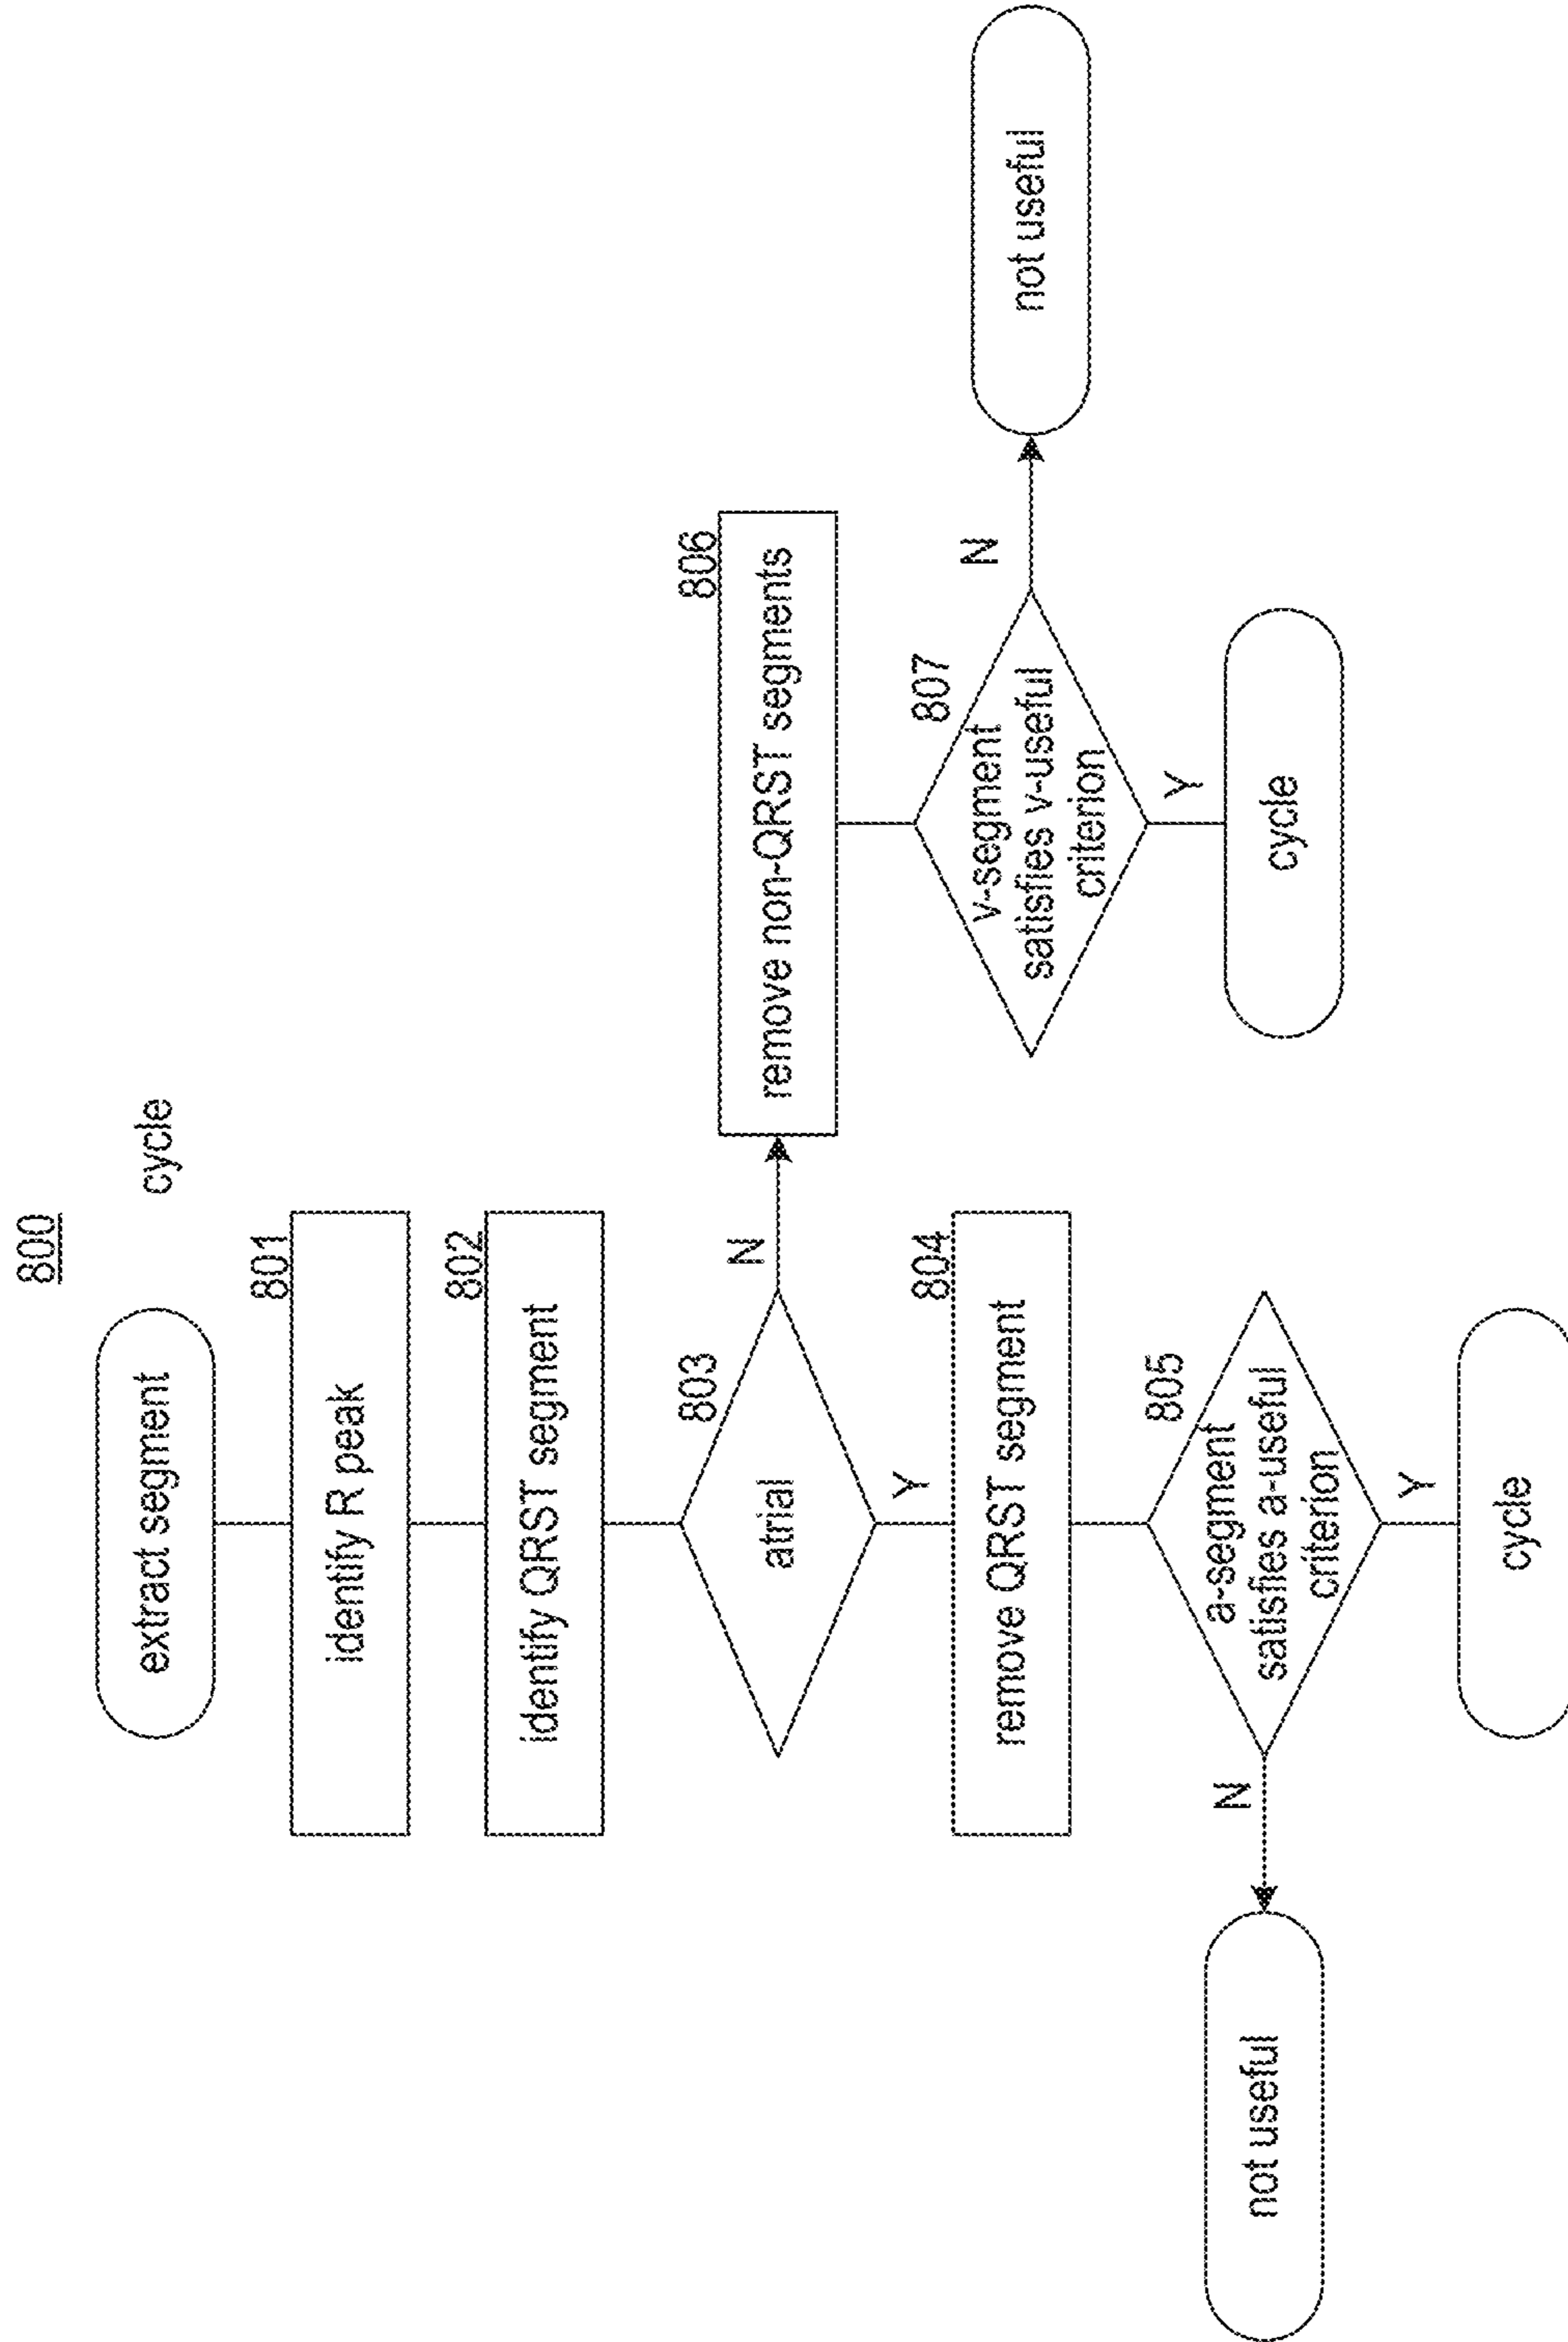 800
extract segment
cycle
801
identify R peak
802
identify QRST segment
803
atrial
N
806
remove non-QRST segments
Y
804
remove QRST segment
807
v-segment
satisfies v-useful
criterion
N
not useful
Y
cycle
805
a-segment
satisfies a-useful
criterion
N
not useful
Y
cycle